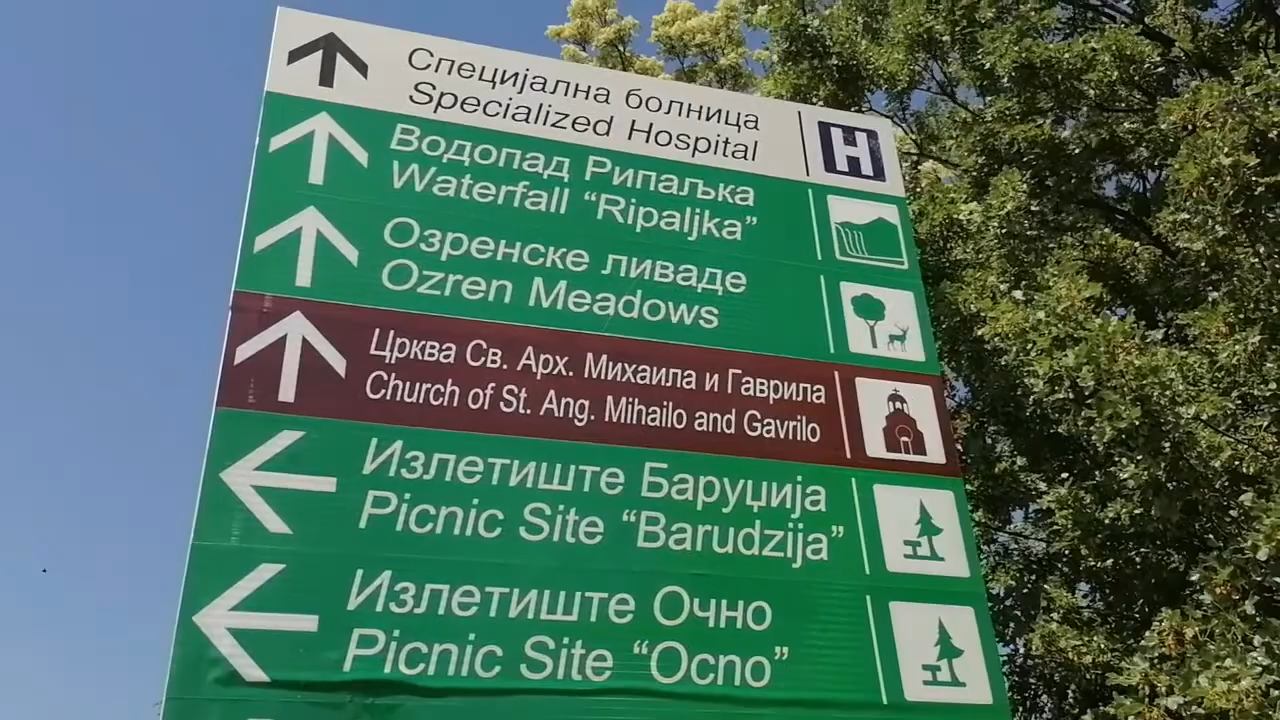 Специјална болница
Specialized Hospital
H
Водопад Рипаљка
Waterfall “Ripaljka”
Озренске ливаде
Ozren Meadows
Црква Св. Арх. Михаила и Гаврила
Church of St. Ang. Mihailo and Gavrilo
Излетиште Баруџија
Picnic Site “Barudzija”
Излетиште Очно
Picnic Site “Ocno”